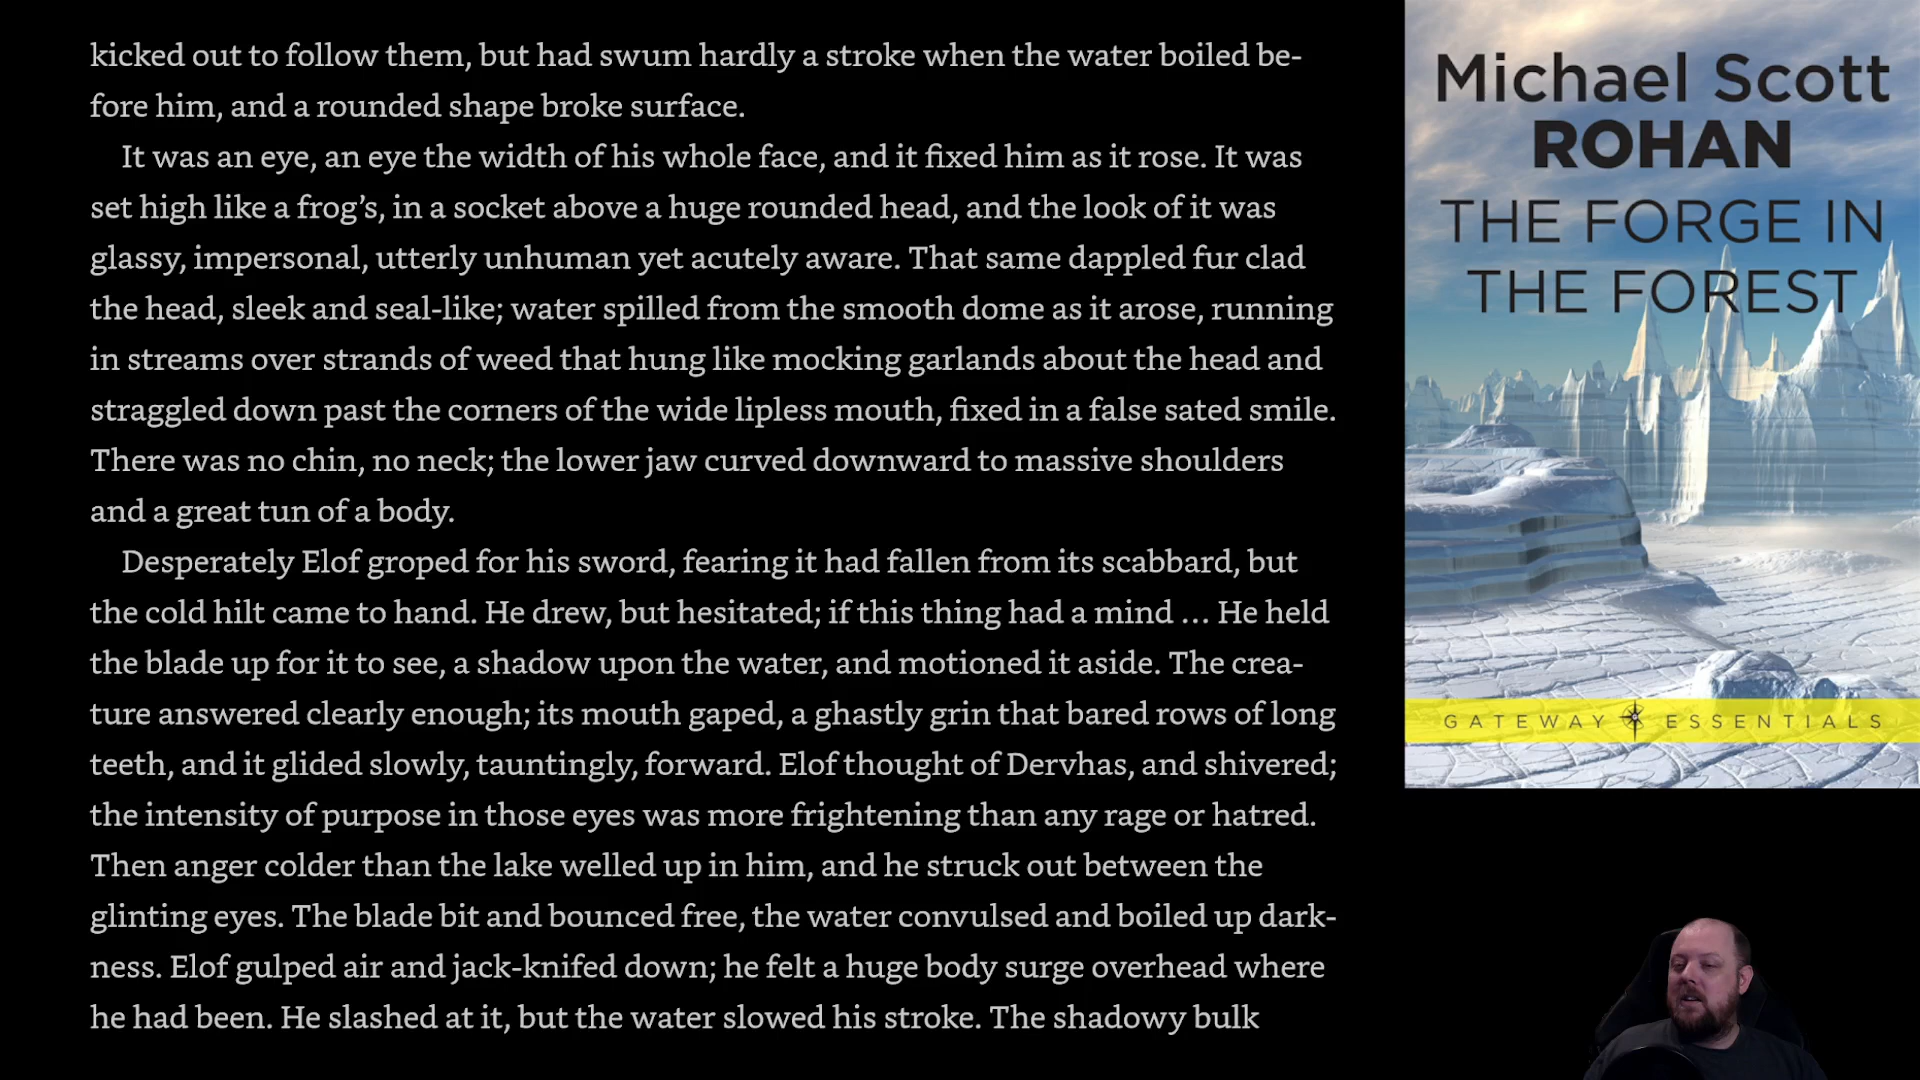 kicked out to follow them, but had swum hardly a stroke when the water boiled be-
fore him, and a rounded shape broke surface.
It was an eye, an eye the width of his whole face, and it fixed him as it rose. It was
set high like a frog’s, in a socket above a huge rounded head, and the look of it was
glassy, impersonal, utterly unhuman yet acutely aware. That same dappled fur clad
the head, sleek and seal-like; water spilled from the smooth dome as it arose, running
in streams over strands of weed that hung like mocking garlands about the head and
straggled down past the corners of the wide lipless mouth, fixed in a false sated smile.
There was no chin, no neck; the lower jaw curved downward to massive shoulders
and a great tun of a body.
Desperately Elof groped for his sword, fearing it had fallen from its scabbard, but
the cold hilt came to hand. He drew, but hesitated; if this thing had a mind … He held
the blade up for it to see, a shadow upon the water, and motioned it aside. The crea-
ture answered clearly enough; its mouth gaped, a ghastly grin that bared rows of long
teeth, and it glided slowly, tauntingly, forward. Elof thought of Dervhas, and shivered;
the intensity of purpose in those eyes was more frightening than any rage or hatred.
Then anger colder than the lake welled up in him, and he struck out between the
glinting eyes. The blade bit and bounced free, the water convulsed and boiled up dark-
ness. Elof gulped air and jack-knifed down; he felt a huge body surge overhead where
he had been. He slashed at it, but the water slowed his stroke. The shadowy bulk
Michael Scott
ROHAN
THE FORGE IN
THE FOREST
GATEWAY ESSENTIALS